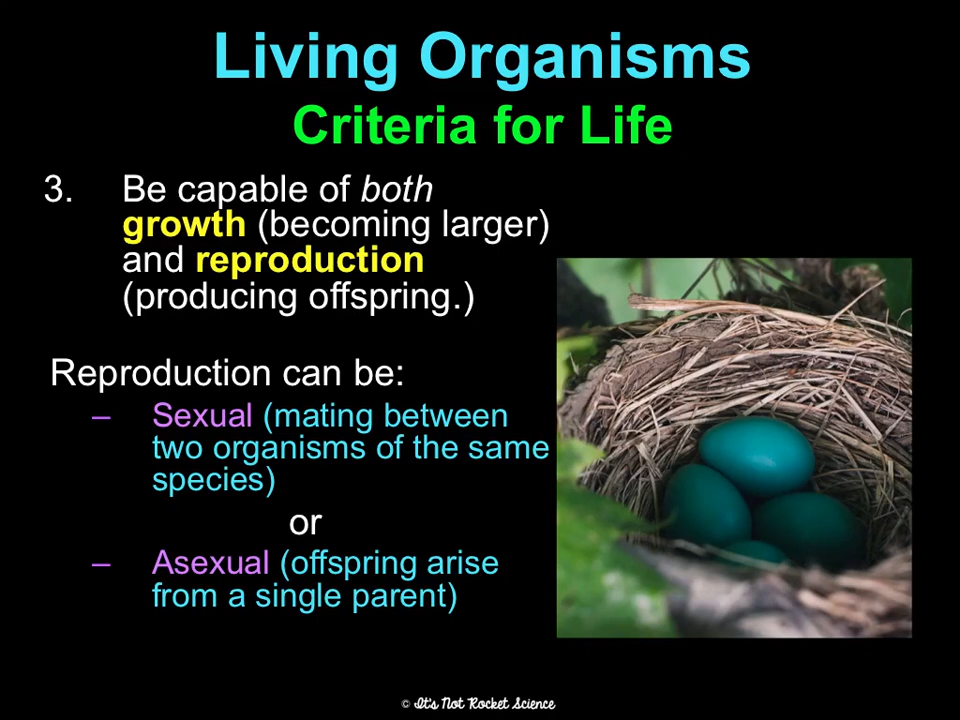 Living Organisms
Criteria for Life
3. Be capable of both
growth (becoming larger)
and reproduction
(producing offspring.)
Reproduction can be:
– Sexual (mating between
two organisms of the same
species)
or
– Asexual (offspring arise
from a single parent)
© It's Not Rocket Science